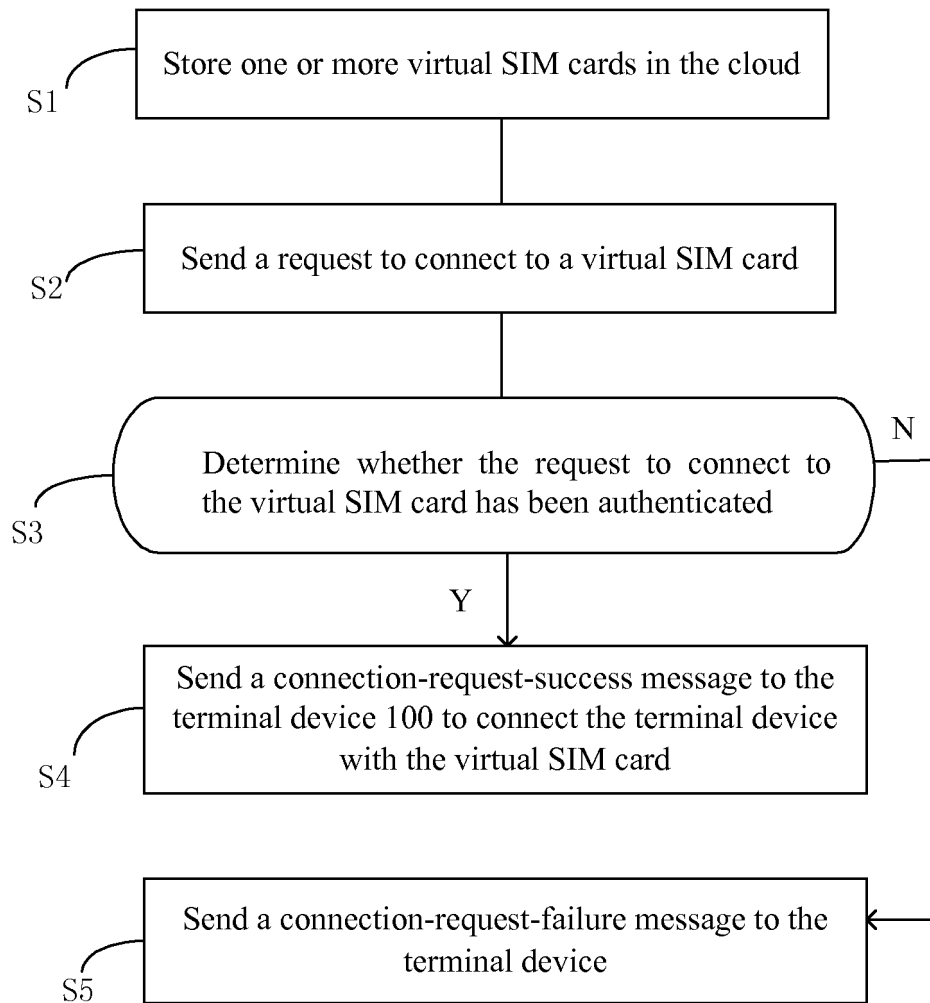 Store one or more virtual SIM cards in the cloud
S1
Send a request to connect to a virtual SIM card
S2
N
Determine whether the request to connect to
the virtual SIM card has been authenticated
S3
Y
Send a connection-request-success message to the
terminal device 100 to connect the terminal device
with the virtual SIM card
S4
Send a connection-request-failure message to the
terminal device
S5